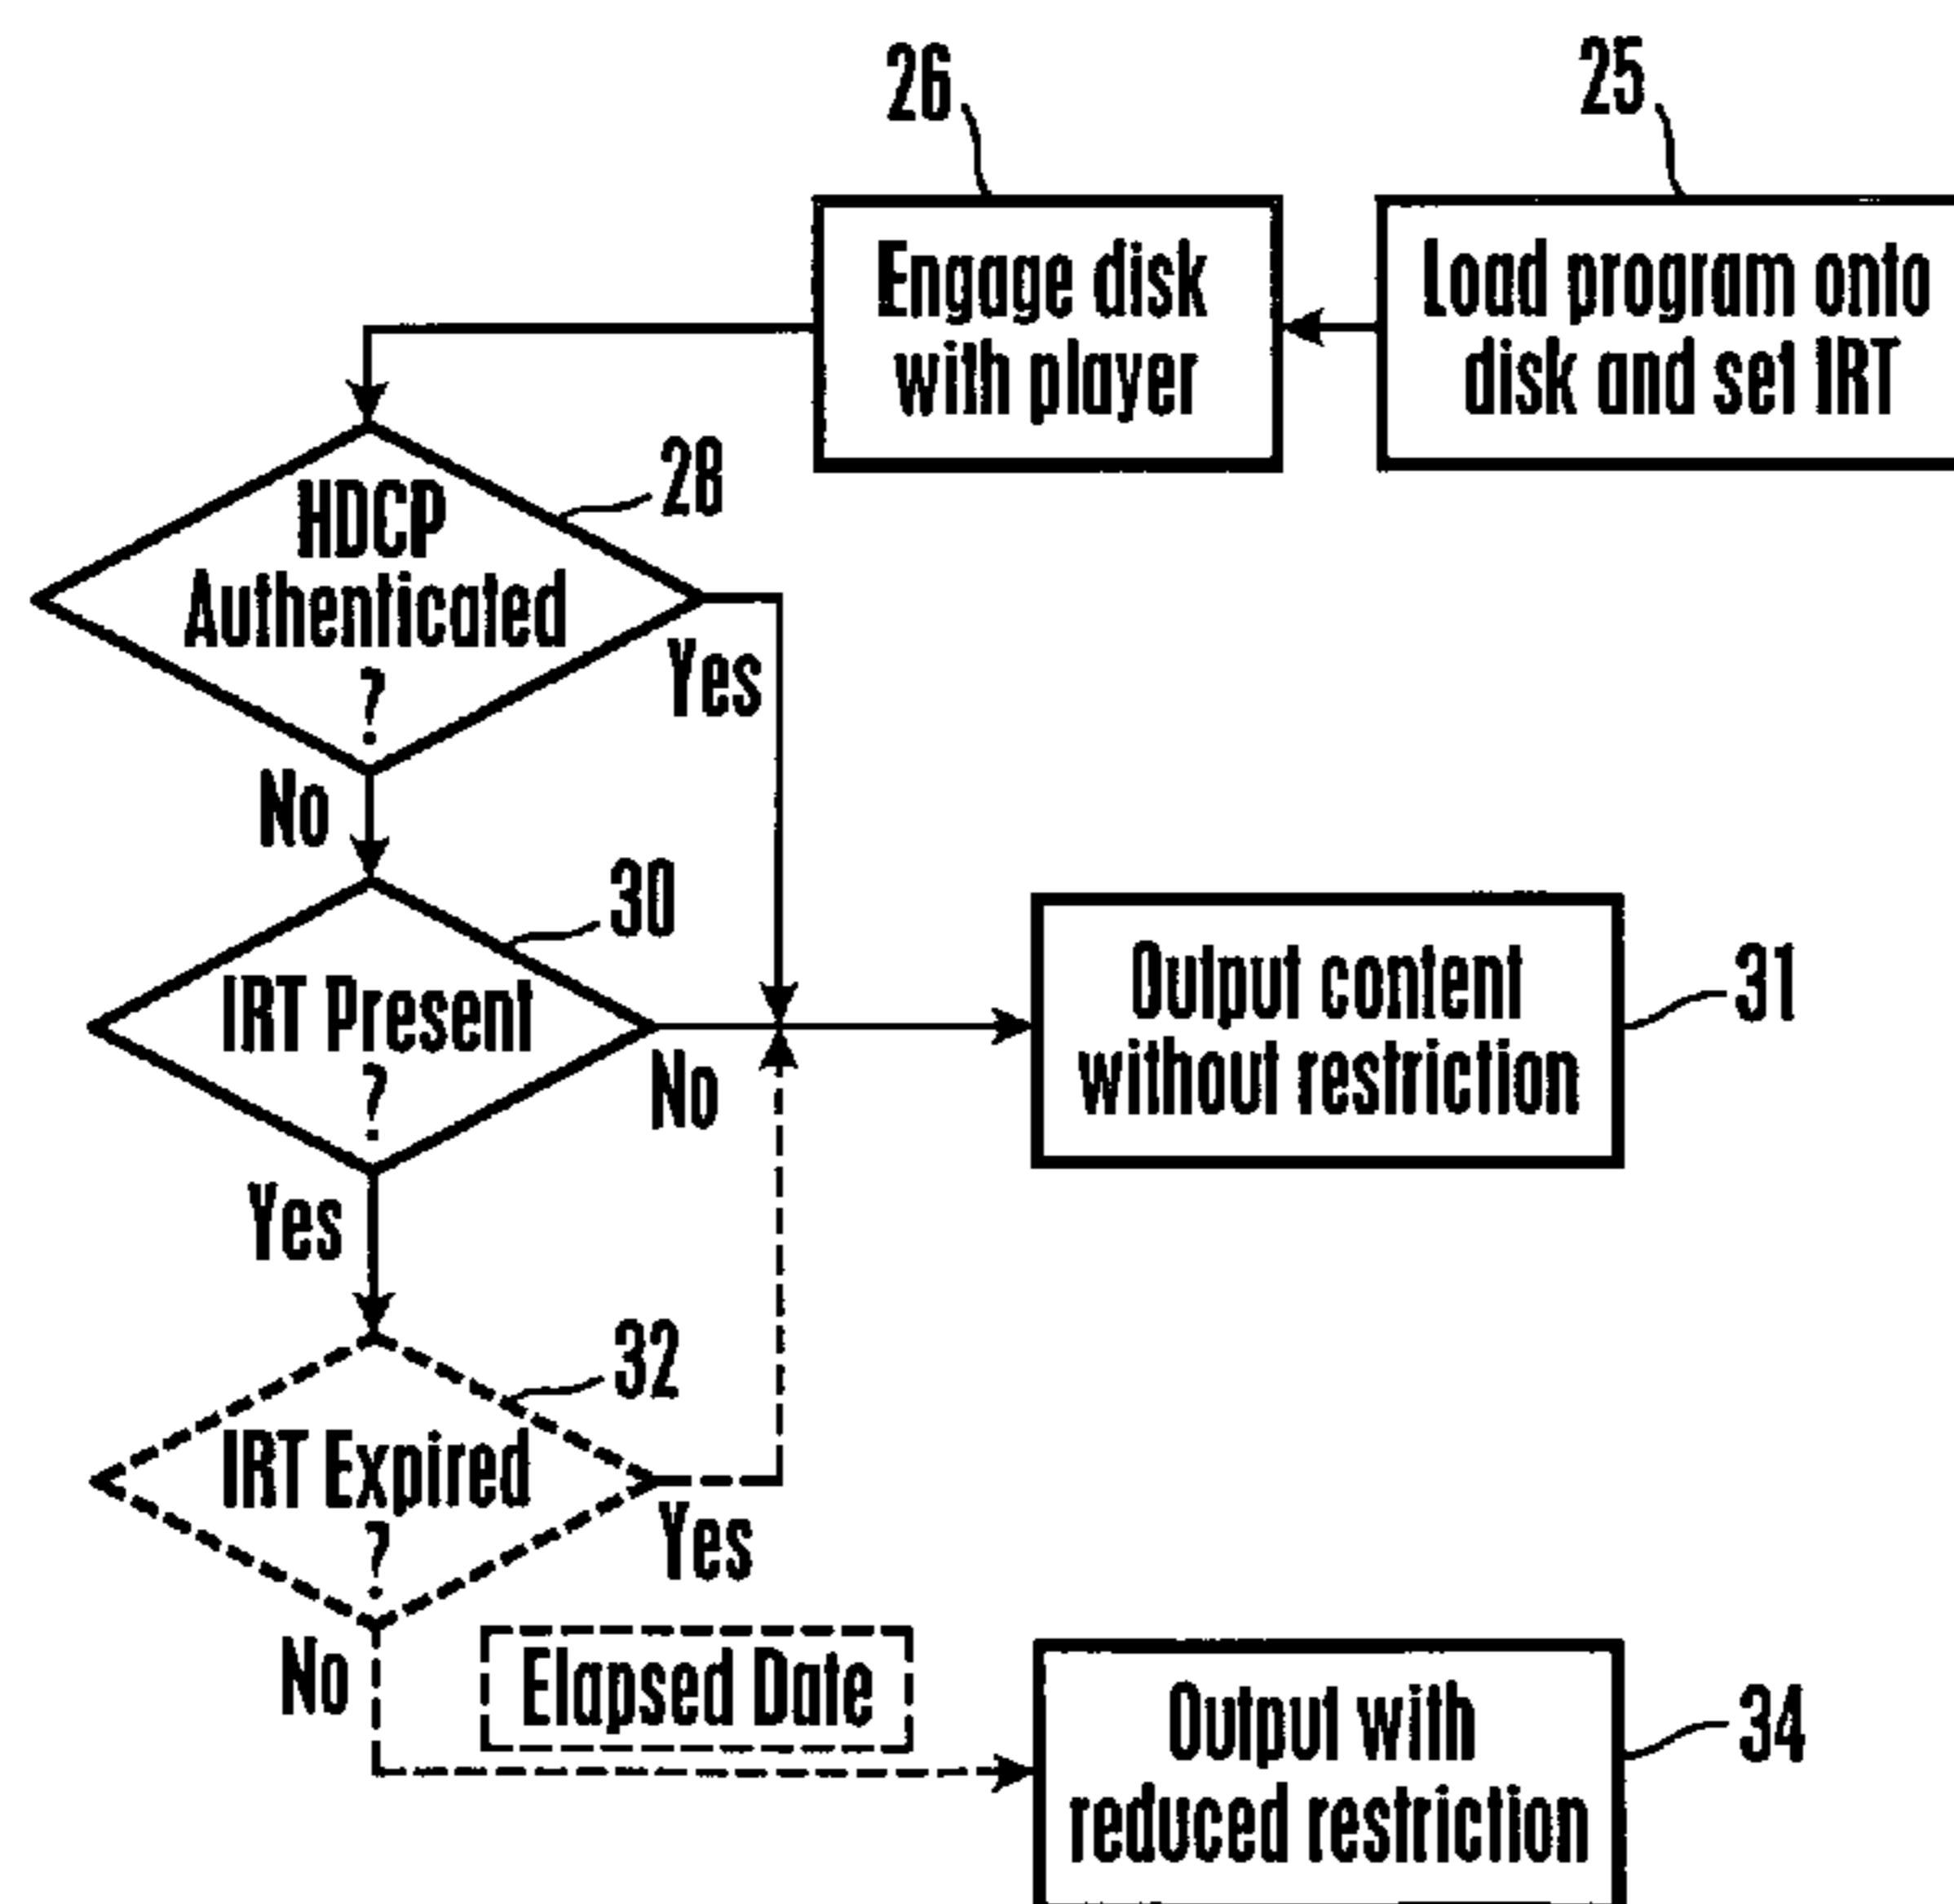 26
25
Engage disk
with player
Load program onto
disk and set IRT
28
HDCP
Authenticated
?
Yes
No
30
IRT Present
?
No
Output content
without restriction
31
Yes
32
IRT Expired
?
Yes
No
Elapsed Date
Output with
reduced restriction
34